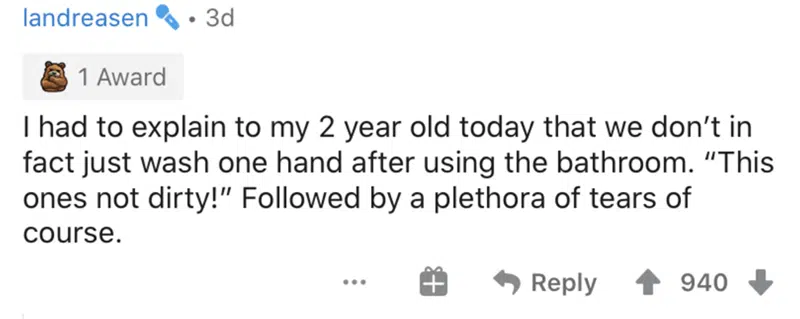 landreasen • 3d
1 Award
I had to explain to my 2 year old today that we don’t in
fact just wash one hand after using the bathroom. “This
ones not dirty!” Followed by a plethora of tears of
course.
... Reply 940